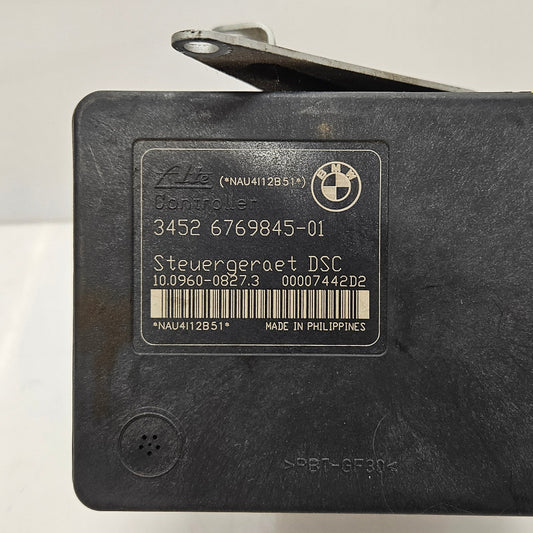 Ate (*NAU4I12B51*) BMW
Controller
3452 6769845-01
Steuergeraet DSC
10.0960-0827.3 00007442D2
*NAU4I12B51* MADE IN PHILIPPINES
>PBT-GF30<